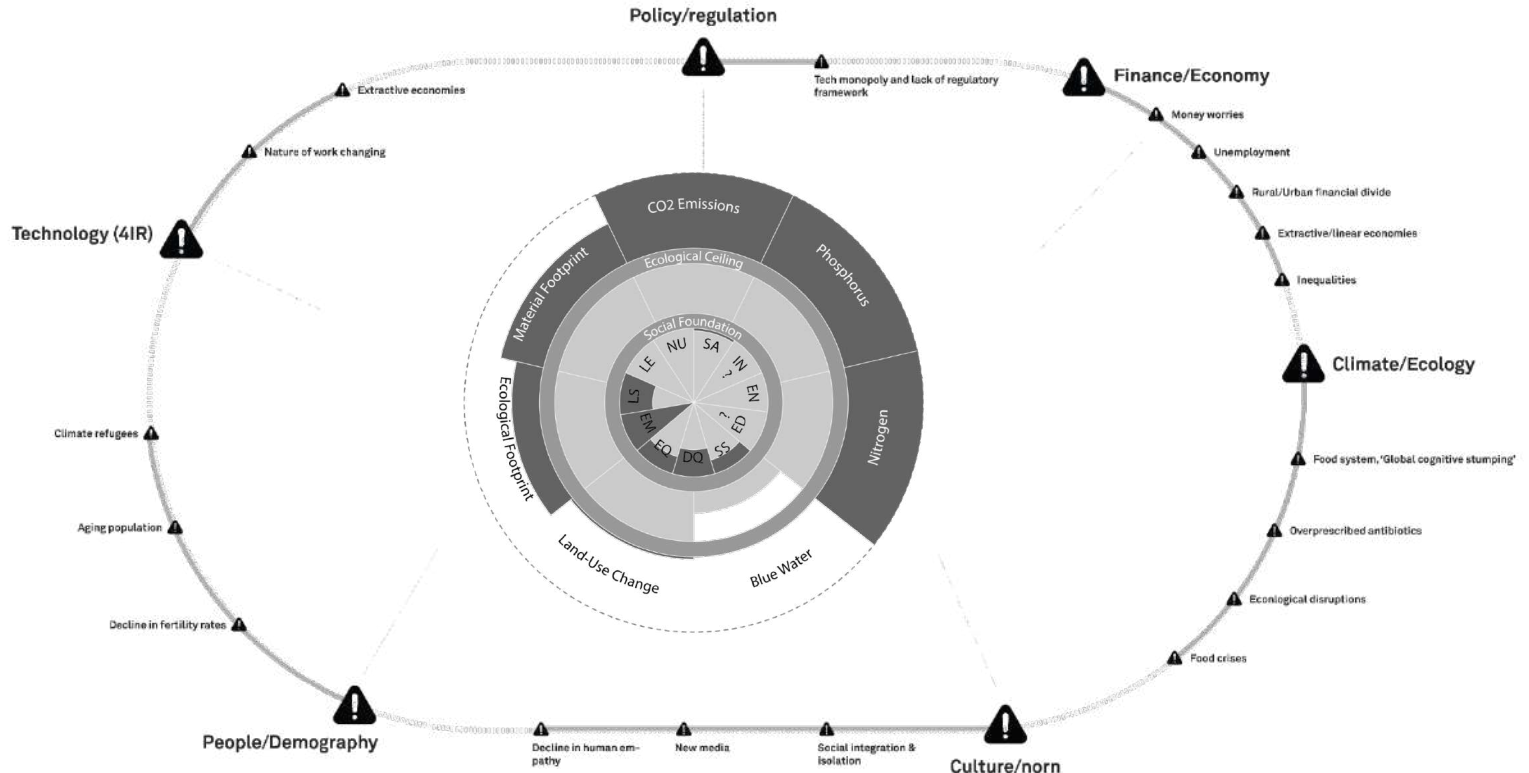 Policy/regulation
Tech monopoly and lack of regulatory
framework
Finance/Economy
Money worries
Unemployment
Rural/Urban financial divide
Extractive/linear economies
Inequalities
Climate/Ecology
Food system, 'Global cognitive stumping'
Overprescribed antibiotics
Econlogical disruptions
Food crises
Culture/norn
Social integration &
isolation
New media
Decline in human em-
pathy
People/Demography
Decline in fertility rates
Aging population
Climate refugees
Technology (4IR)
Nature of work changing
Extractive economies
CO2 Emissions
Phosphorus
Nitrogen
Blue Water
Land-Use Change
Ecological Footprint
Material Footprint
Ecological Ceiling
Social Foundation
SA
IN
?
EN
ED
?
SS
DQ
EQ
EM
LS
LE
NU